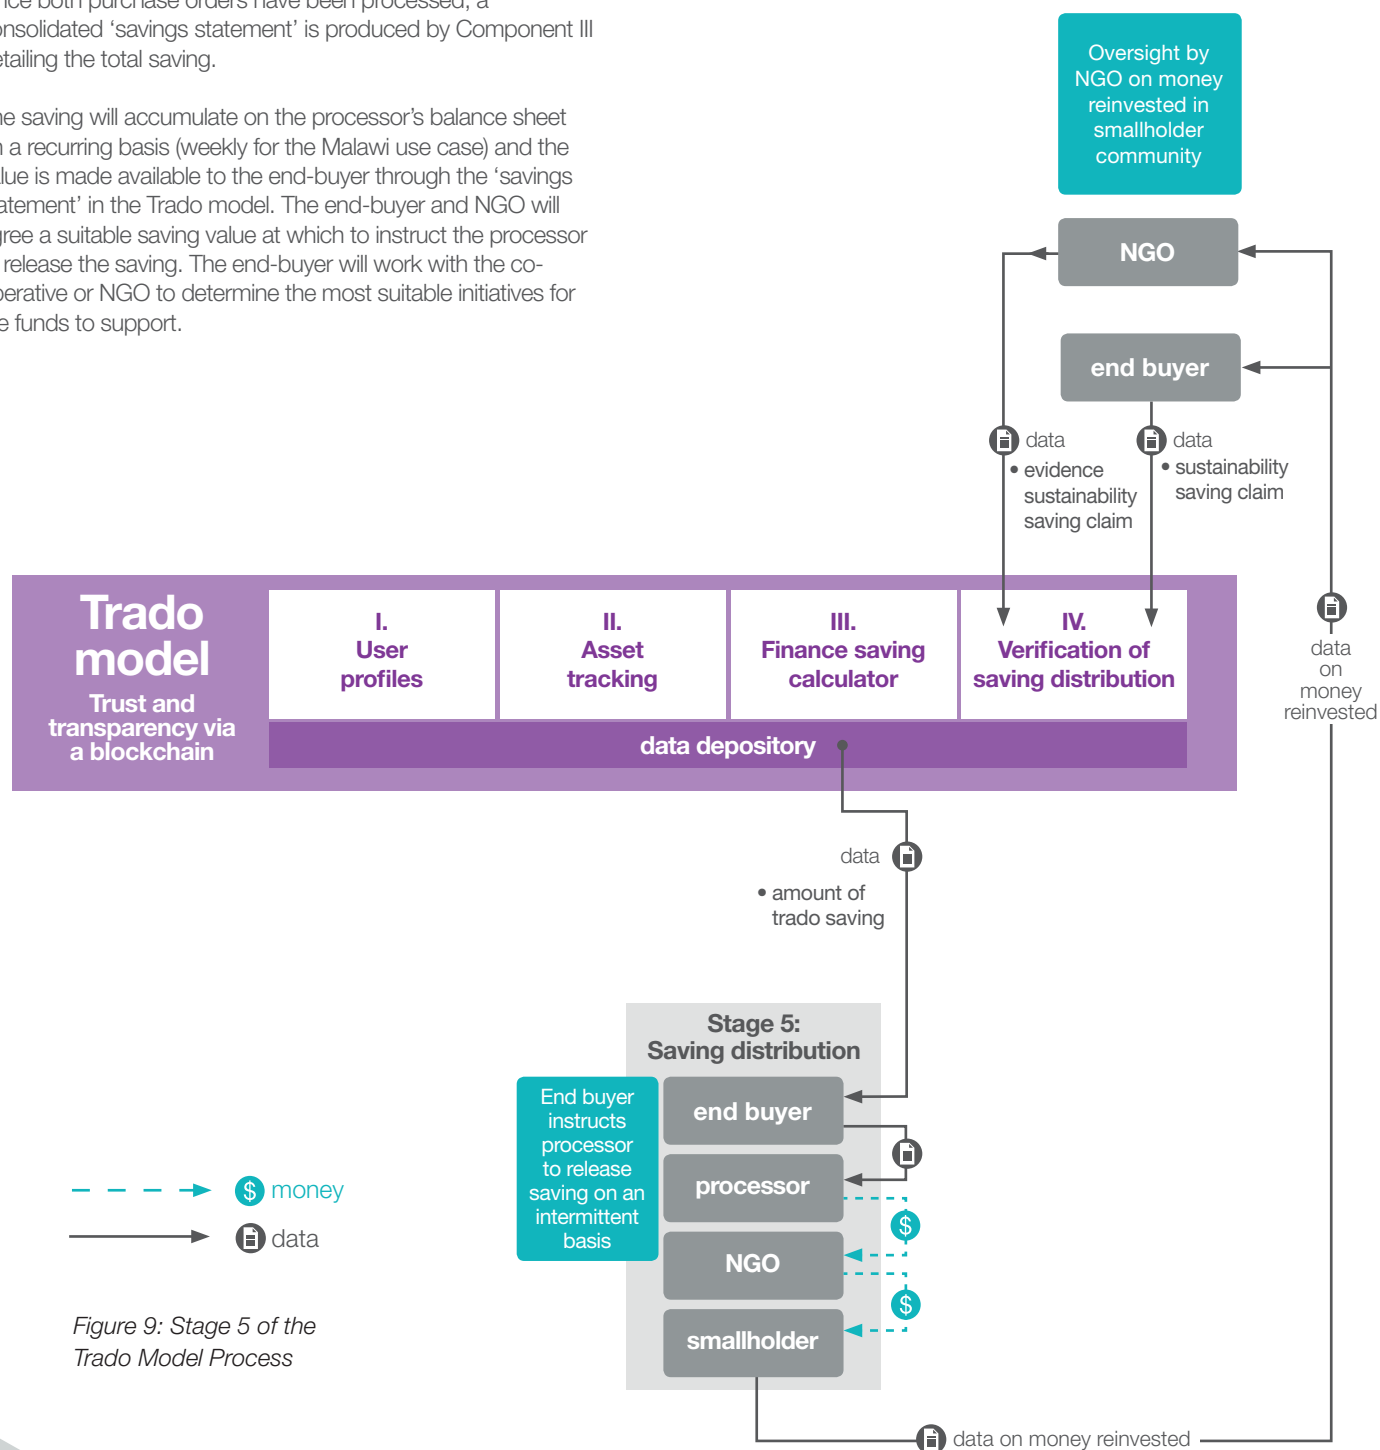 both purchase orders have been processed, a
'savings statement' is produced by Component III
the total saving.
saving will accumulate on the processor's balance sheet
a recurring basis (weekly for the Malawi use case) and the
is made available to the end-buyer through the 'savings
in the Trado model. The end-buyer and NGO will
a suitable saving value at which to instruct the processor
release the saving. The end-buyer will work with the co-
or NGO to determine the most suitable initiatives for
funds to support.
Oversight by
NGO on money
reinvested in
smallholder
community
NGO
end buyer
data
• evidence
sustainability
saving claim
data
• sustainability
saving claim
Trado
model
Trust and
transparency via
a blockchain
I.
User
profiles
II.
Asset
tracking
III.
Finance saving
calculator
IV.
Verification of
saving distribution
data depository
data
on
money
reinvested
data
• amount of
trado saving
Stage 5:
Saving distribution
End buyer
instructs
processor
to release
saving on an
intermittent
basis
end buyer
processor
$
NGO
$
smallholder
$ money
data
Figure 9: Stage 5 of the
Trado Model Process
data on money reinvested